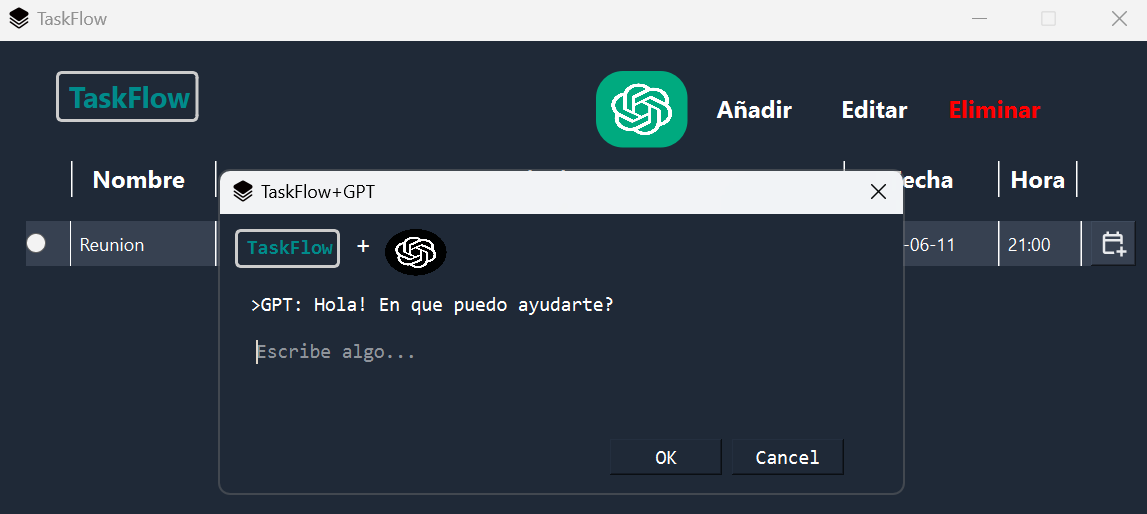 TaskFlow
TaskFlow
Añadir Editar Eliminar
Nombre Hora
TaskFlow+GPT
Reunion -06-11 21:00
TaskFlow +
>GPT: Hola! En que puedo ayudarte?
Escribe algo...
OK Cancel